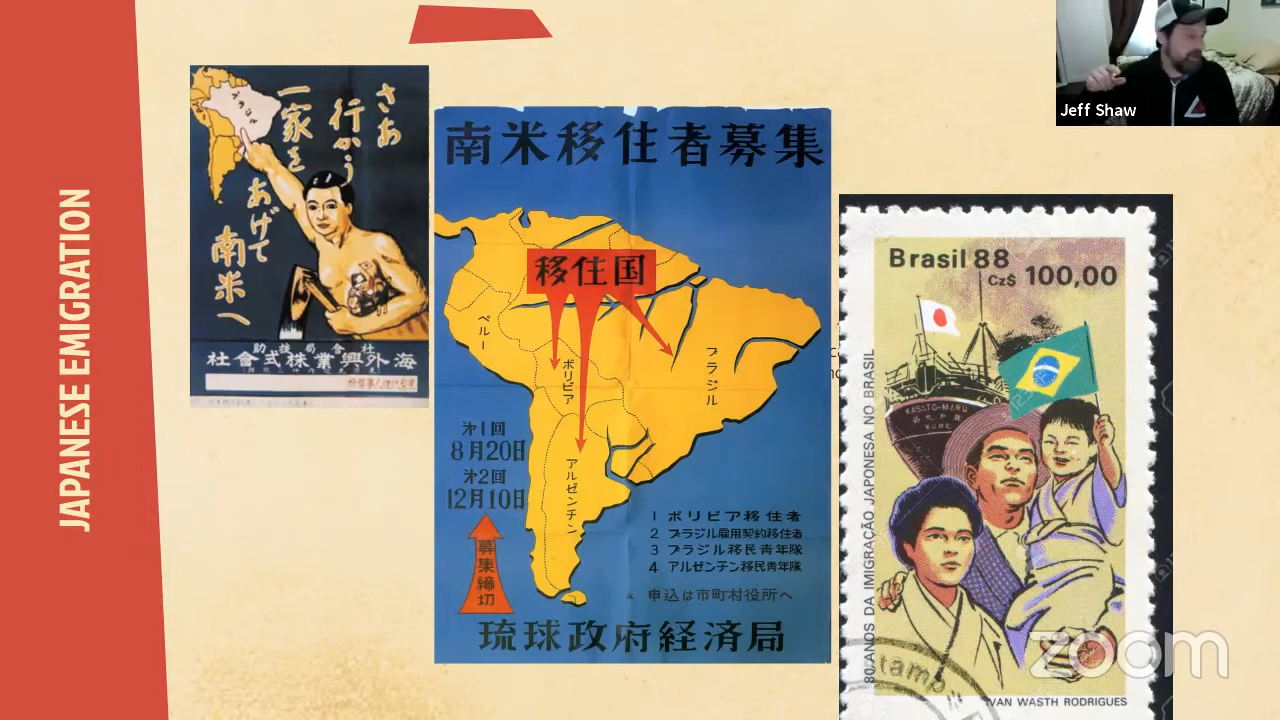 JAPANESE EMIGRATION
さあ
行かう
一家を
あげて
南米へ
海外興業株式會社
南米移住者募集
移住国
ペルー
ボリビア
ブラジル
アルゼンチン
第1回
8月20日
第2回
12月10日
募集締切
1 ボリビア移住者
2 ブラジル雇用契約移住者
3 ブラジル移民青年隊
4 アルゼンチン移民青年隊
申込は市町村役所へ
琉球政府経済局
Brasil 88
Cz$ 100,00
KASATO-MARU
80 ANOS DA IMIGRAÇÃO JAPONESA NO BRASIL
IVAN WASTH RODRIGUES
Jeff Shaw
zoom